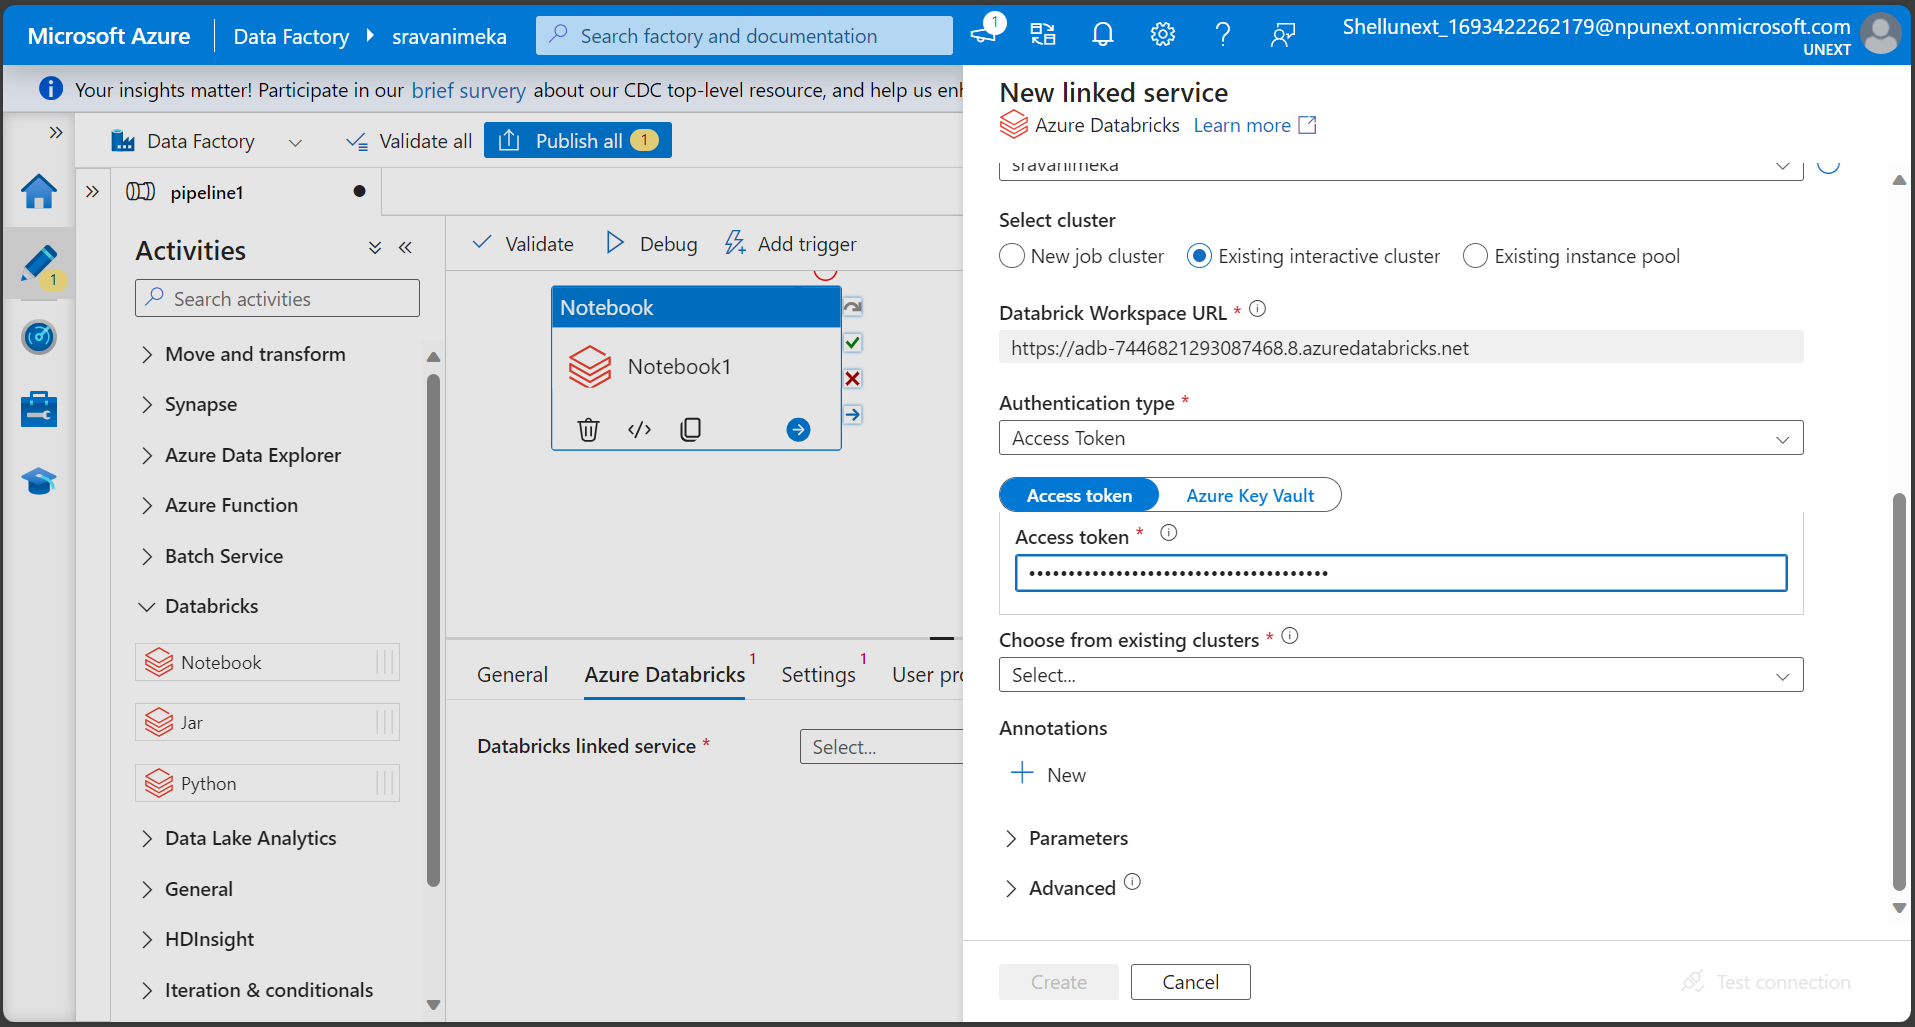 Microsoft Azure
Data Factory
sravanimeka
Search factory and documentation
1
Shellunext_1693422262179@npunext.onmicrosoft.com
UNEXT
Your insights matter! Participate in our brief survery about our CDC top-level resource, and help us enh
Data Factory
Validate all
Publish all 1
pipeline1
1
Activities
Search activities
Move and transform
Synapse
Azure Data Explorer
Azure Function
Batch Service
Databricks
Notebook
Jar
Python
Data Lake Analytics
General
HDInsight
Iteration & conditionals
Validate
Debug
Add trigger
Notebook
Notebook1
General
Azure Databricks 1
Settings 1
User pro
Databricks linked service *
Select...
New linked service
Azure Databricks Learn more
sravanimeka
Select cluster
New job cluster
Existing interactive cluster
Existing instance pool
Databrick Workspace URL *
https://adb-7446821293087468.8.azuredatabricks.net
Authentication type *
Access Token
Access token
Azure Key Vault
Access token *
Choose from existing clusters *
Select...
Annotations
New
Parameters
Advanced
Create
Cancel
Test connection